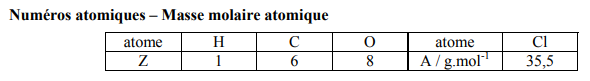 Numéros atomiques – Masse molaire atomique
atome H C O atome Cl
Z 1 6 8 A / g.mol⁻¹ 35,5